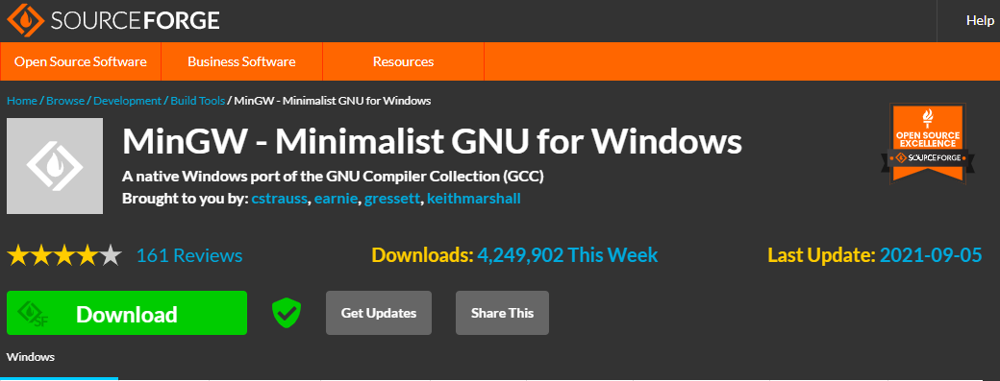 SOURCEFORGE
Help
Open Source Software
Business Software
Resources
Home / Browse / Development / Build Tools / MinGW - Minimalist GNU for Windows
MinGW - Minimalist GNU for Windows
OPEN SOURCE
EXCELLENCE
SOURCEFORGE
A native Windows port of the GNU Compiler Collection (GCC)
Brought to you by: cstrauss, earnie, gressett, keithmarshall
161 Reviews
Downloads: 4,249,902 This Week
Last Update: 2021-09-05
SF
Download
Get Updates
Share This
Windows